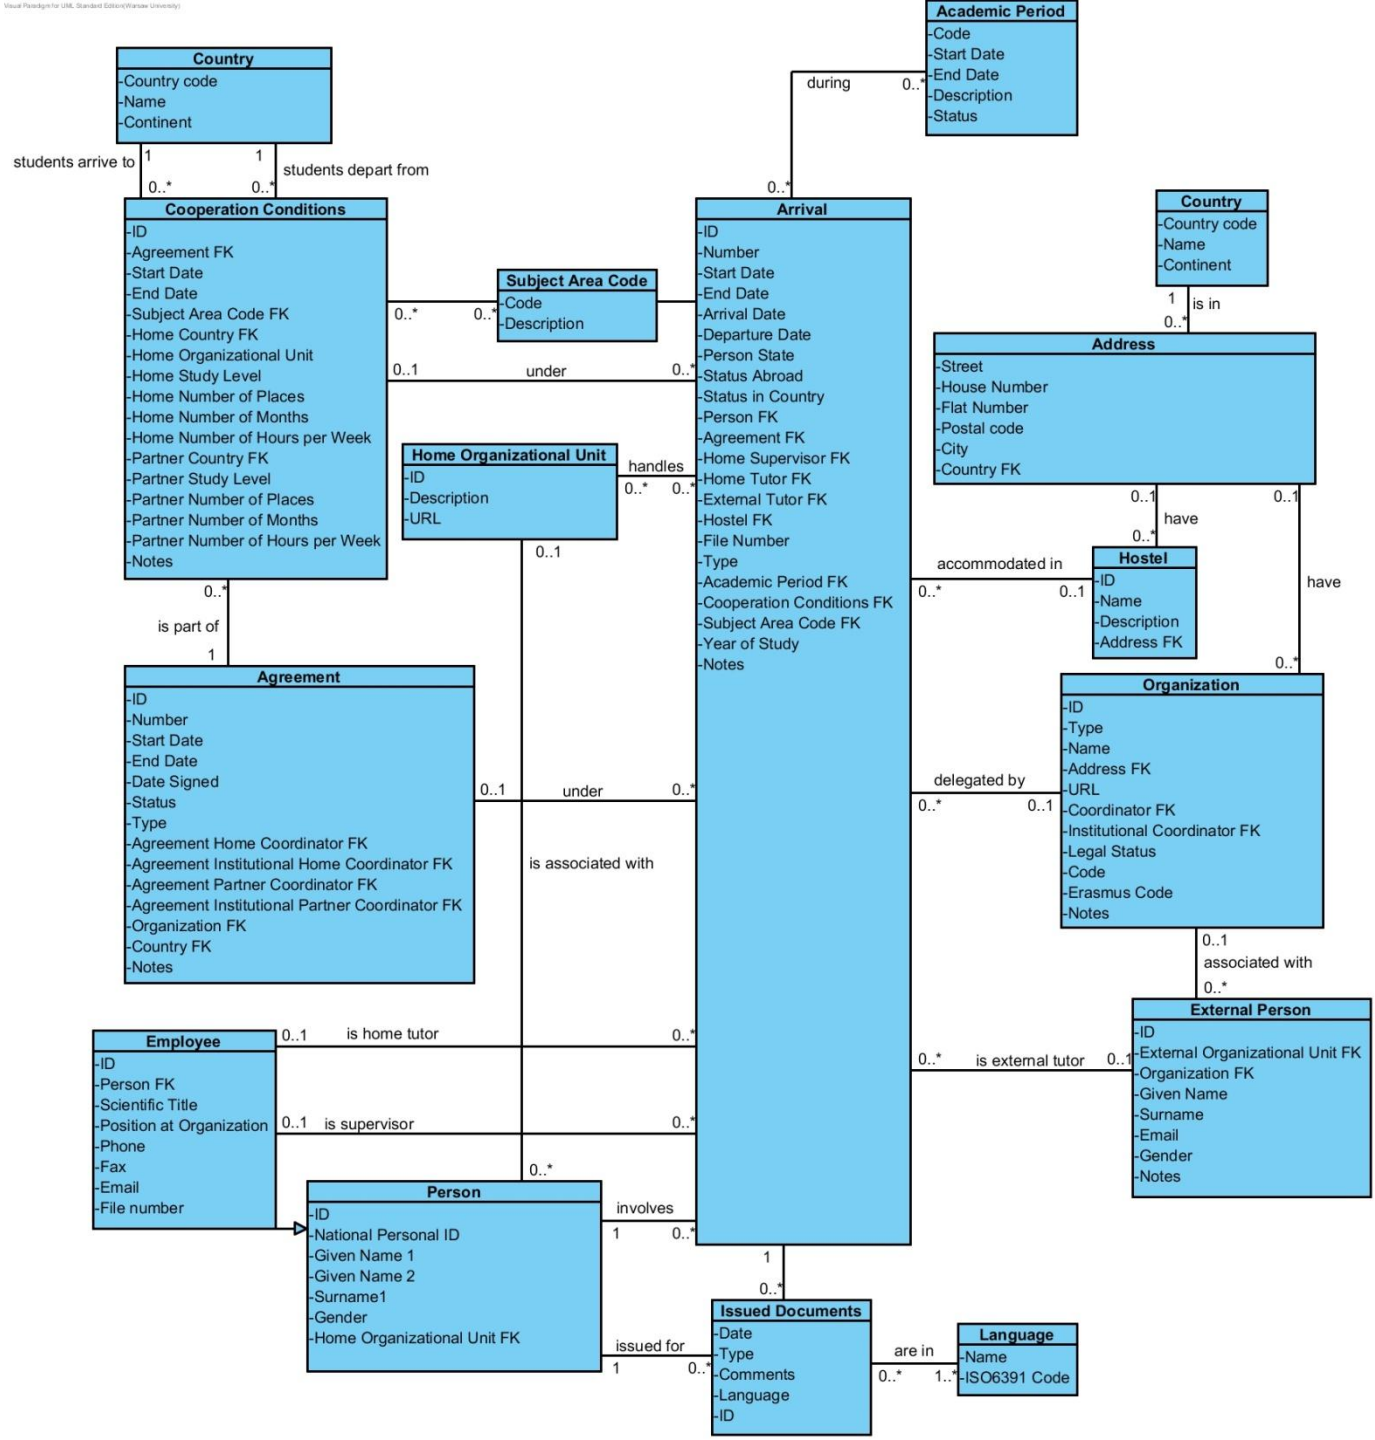 Visual Paradigm for UML Standard Edition(Warsaw University)
Academic Period
-Code
-Start Date
-End Date
-Description
-Status
during
0..*
0..*
Country
-Country code
-Name
-Continent
students arrive to
1
0..*
1
students depart from
0..*
Cooperation Conditions
-ID
-Agreement FK
-Start Date
-End Date
-Subject Area Code FK
-Home Country FK
-Home Organizational Unit
-Home Study Level
-Home Number of Places
-Home Number of Months
-Home Number of Hours per Week
-Partner Country FK
-Partner Study Level
-Partner Number of Places
-Partner Number of Months
-Partner Number of Hours per Week
-Notes
0..*
0..*
Subject Area Code
-Code
-Description
0..1
under
0..*
Home Organizational Unit
-ID
-Description
-URL
handles
0..*
0..*
0..1
Arrival
-ID
-Number
-Start Date
-End Date
-Arrival Date
-Departure Date
-Person State
-Status Abroad
-Status in Country
-Person FK
-Agreement FK
-Home Supervisor FK
-Home Tutor FK
-External Tutor FK
-Hostel FK
-File Number
-Type
-Academic Period FK
-Cooperation Conditions FK
-Subject Area Code FK
-Year of Study
-Notes
Country
-Country code
-Name
-Continent
1
is in
0..*
Address
-Street
-House Number
-Flat Number
-Postal code
-City
-Country FK
0..1
have
0..*
0..1
have
0..*
Hostel
-ID
-Name
-Description
-Address FK
accommodated in
0..*
0..1
0..*
is part of
1
Agreement
-ID
-Number
-Start Date
-End Date
-Date Signed
-Status
-Type
-Agreement Home Coordinator FK
-Agreement Institutional Home Coordinator FK
-Agreement Partner Coordinator FK
-Agreement Institutional Partner Coordinator FK
-Organization FK
-Country FK
-Notes
0..1
under
0..*
is associated with
Organization
-ID
-Type
-Name
-Address FK
-URL
-Coordinator FK
-Institutional Coordinator FK
-Legal Status
-Code
-Erasmus Code
-Notes
delegated by
0..*
0..1
0..1
associated with
0..*
External Person
-ID
-External Organizational Unit FK
-Organization FK
-Given Name
-Surname
-Email
-Gender
-Notes
0..*
is external tutor
0..1
Employee
-ID
-Person FK
-Scientific Title
-Position at Organization
-Phone
-Fax
-Email
-File number
0..1
is home tutor
0..*
0..1
is supervisor
0..*
0..*
Person
-ID
-National Personal ID
-Given Name 1
-Given Name 2
-Surname1
-Gender
-Home Organizational Unit FK
involves
1
0..*
issued for
1
0..*
1
0..*
Issued Documents
-Date
-Type
-Comments
-Language
-ID
are in
0..*
1..*
Language
-Name
-ISO6391 Code